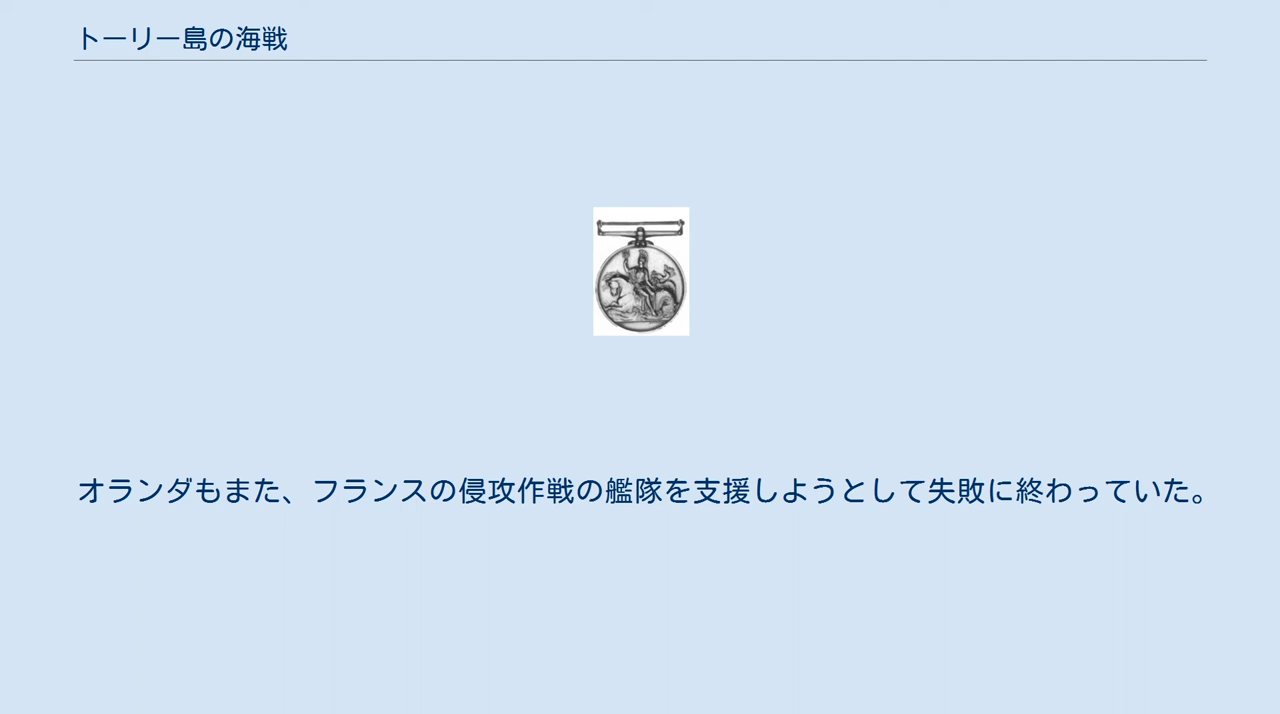 トーリー島の海戦
オランダもまた、フランスの侵攻作戦の艦隊を支援しようとして失敗に終わっていた。